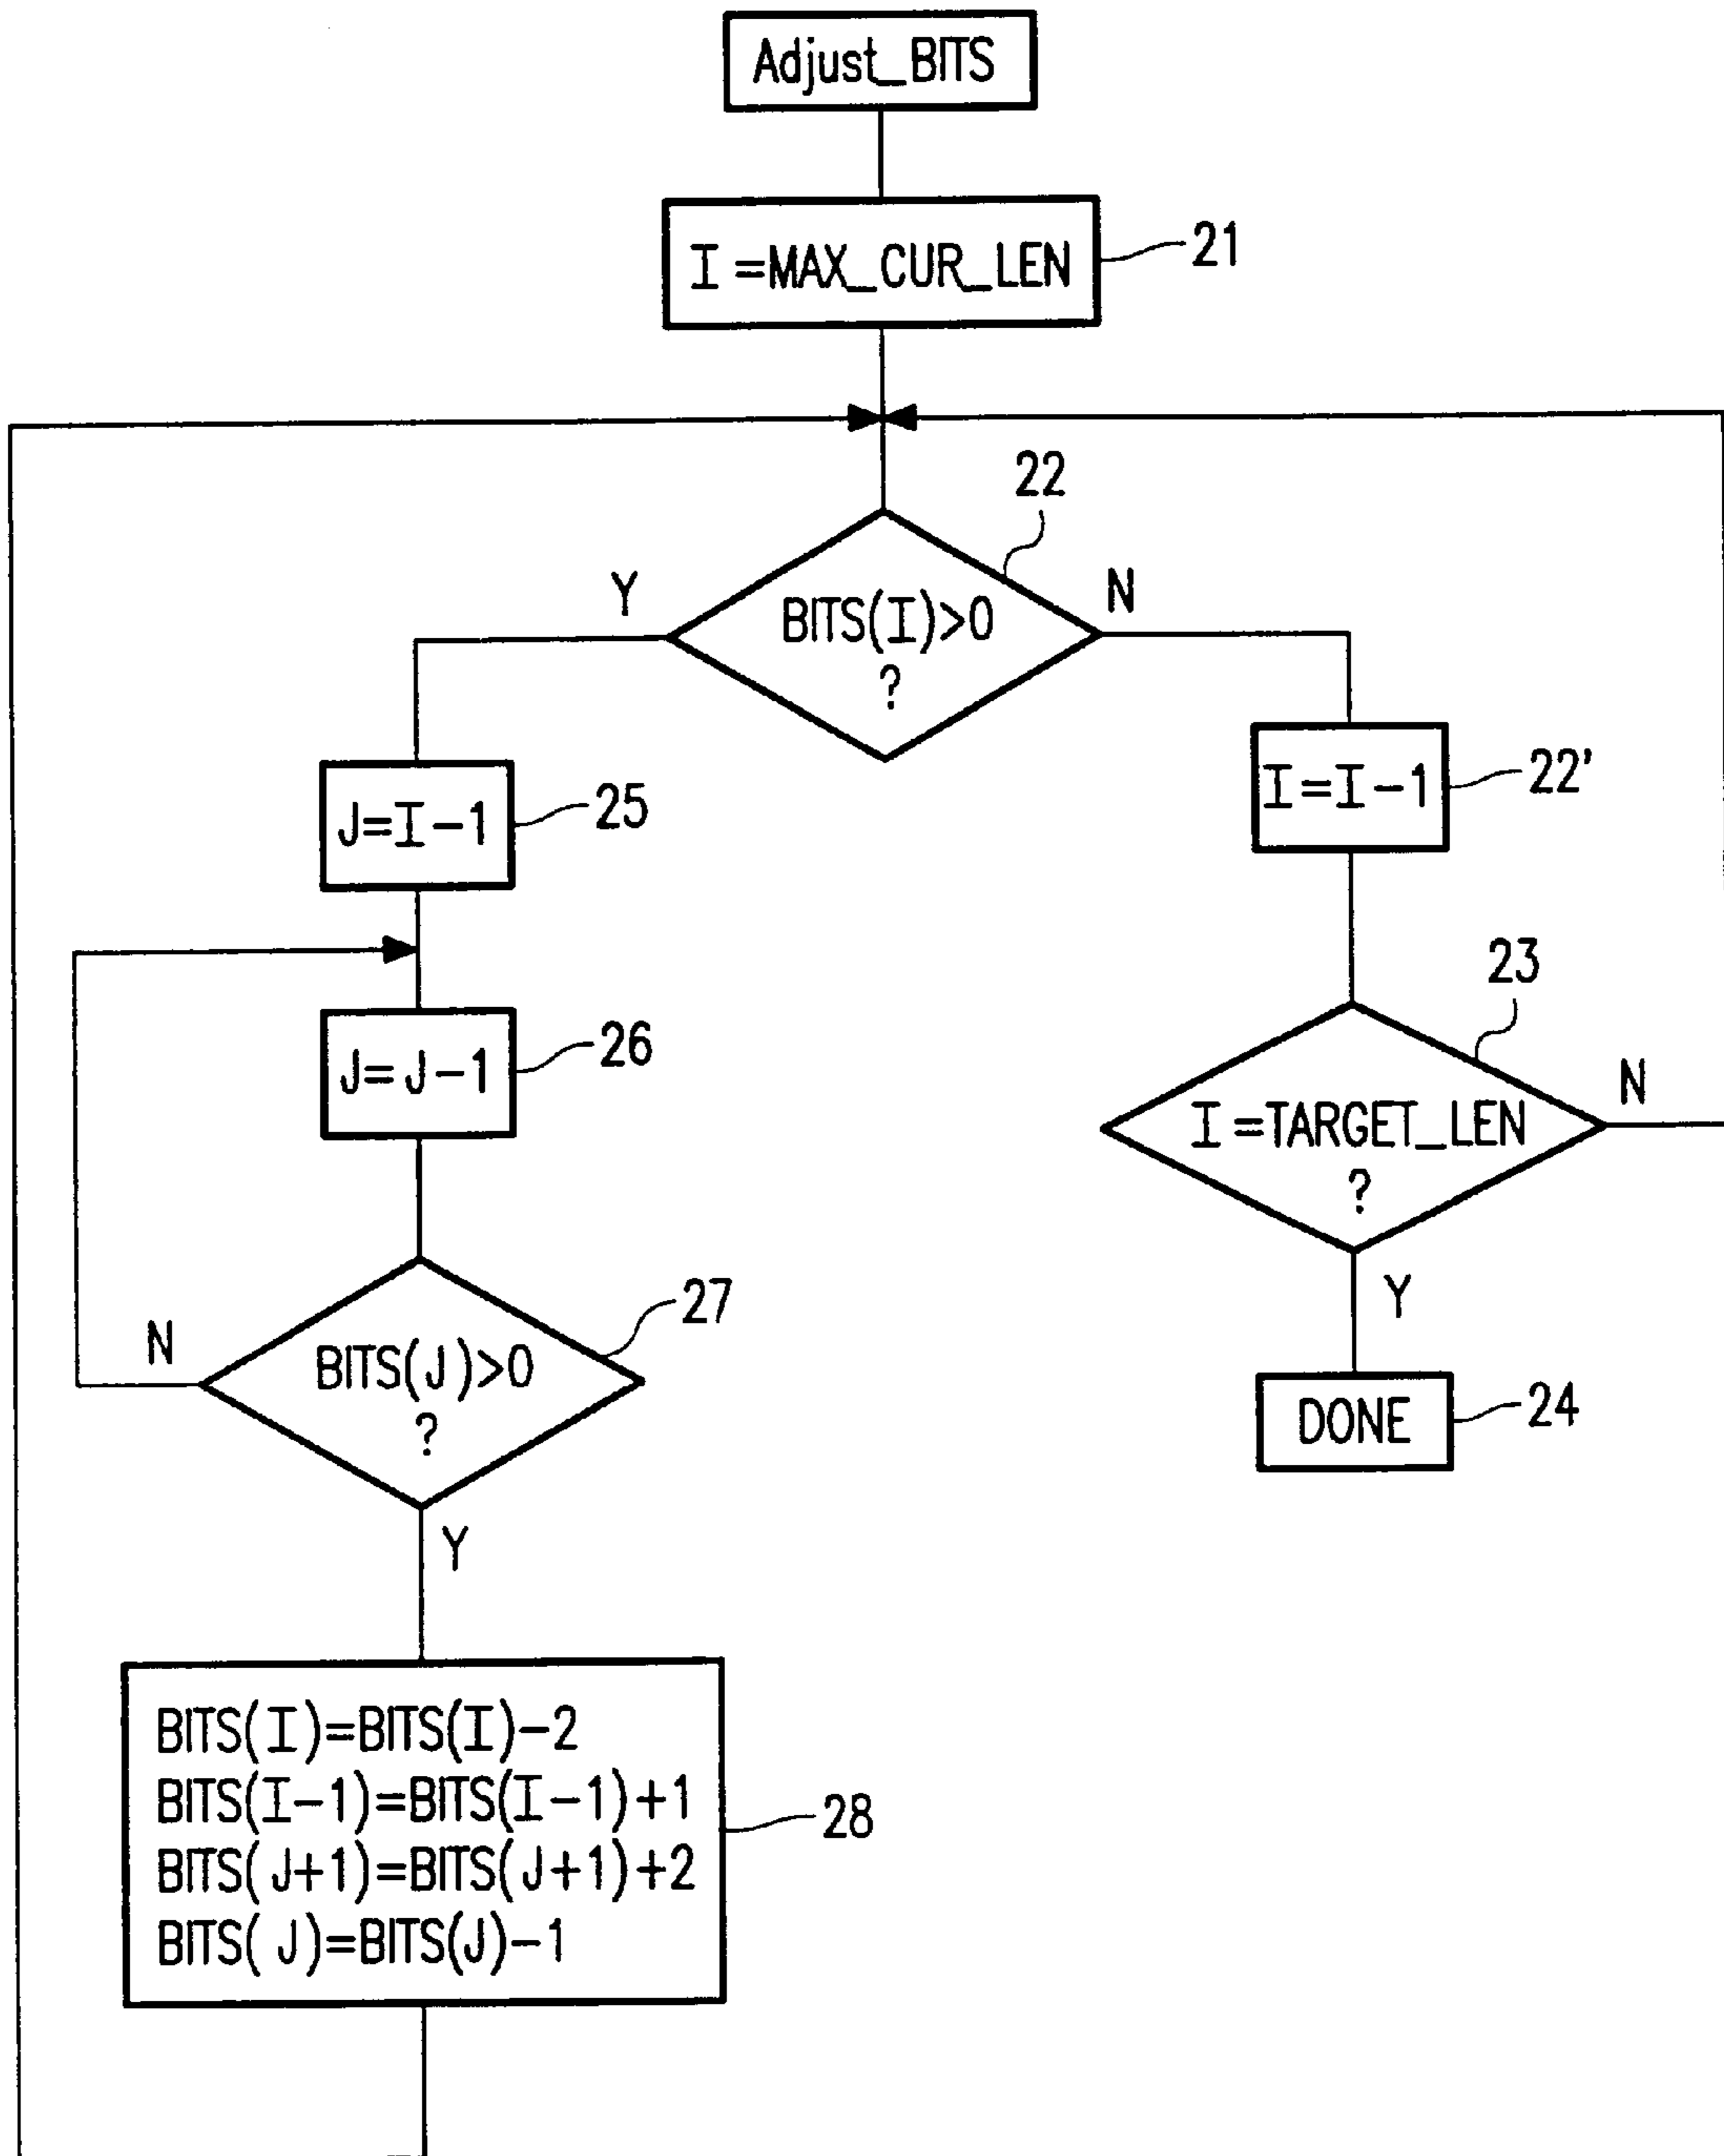 Adjust_BITS
I=MAX_CUR_LEN
21
22
Y
N
BITS(I)>0
?
J=I-1
25
I=I-1
22'
23
J=J-1
26
I=TARGET_LEN
?
N
Y
27
N
BITS(J)>0
?
DONE
24
Y
BITS(I)=BITS(I)-2
BITS(I-1)=BITS(I-1)+1
BITS(J+1)=BITS(J+1)+2
BITS(J)=BITS(J)-1
28